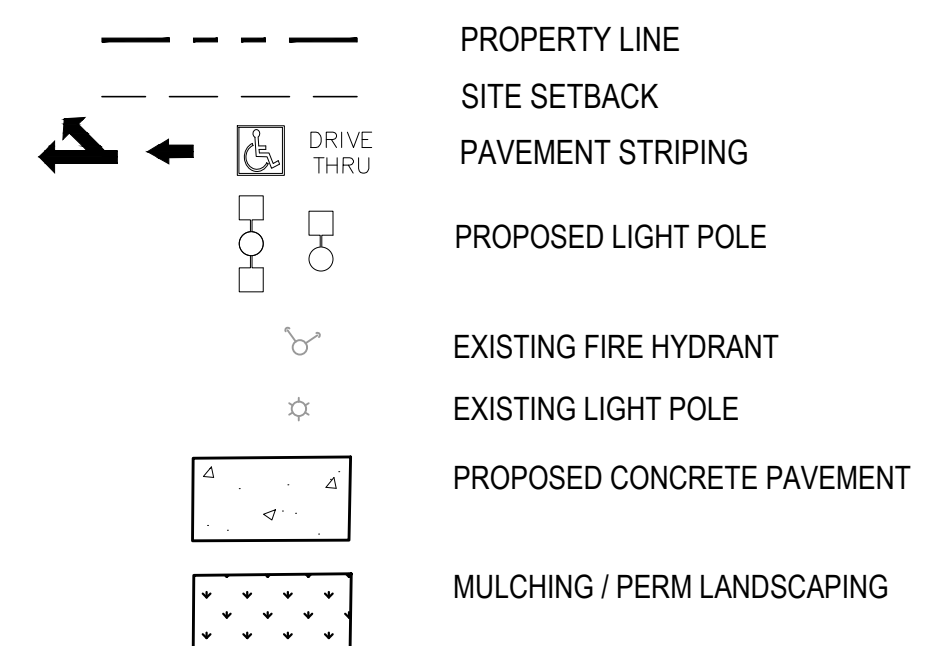 PROPERTY LINE
SITE SETBACK
DRIVE
THRU
PAVEMENT STRIPING
PROPOSED LIGHT POLE
EXISTING FIRE HYDRANT
EXISTING LIGHT POLE
PROPOSED CONCRETE PAVEMENT
MULCHING / PERM LANDSCAPING